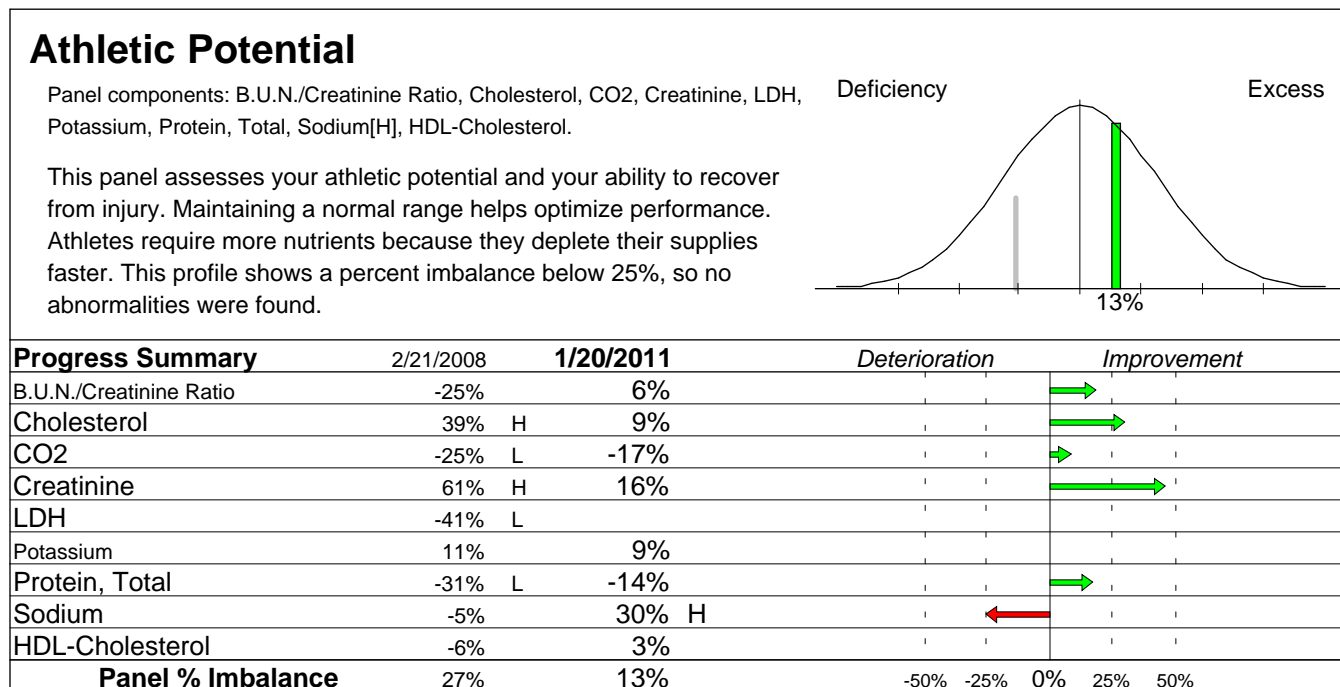 Athletic Potential
Panel components: B.U.N./Creatinine Ratio, Cholesterol, CO2, Creatinine, LDH,
Potassium, Protein, Total, Sodium[H], HDL-Cholesterol.
This panel assesses your athletic potential and your ability to recover
from injury. Maintaining a normal range helps optimize performance.
Athletes require more nutrients because they deplete their supplies
faster. This profile shows a percent imbalance below 25%, so no
abnormalities were found.
Deficiency Excess
13%
Progress Summary 2/21/2008 1/20/2011 Deterioration Improvement
B.U.N./Creatinine Ratio -25% 6%
Cholesterol 39% H 9%
CO2 -25% L -17%
Creatinine 61% H 16%
LDH -41% L
Potassium 11% 9%
Protein, Total -31% L -14%
Sodium -5% 30% H
HDL-Cholesterol -6% 3%
Panel % Imbalance 27% 13% -50% -25% 0% 25% 50%